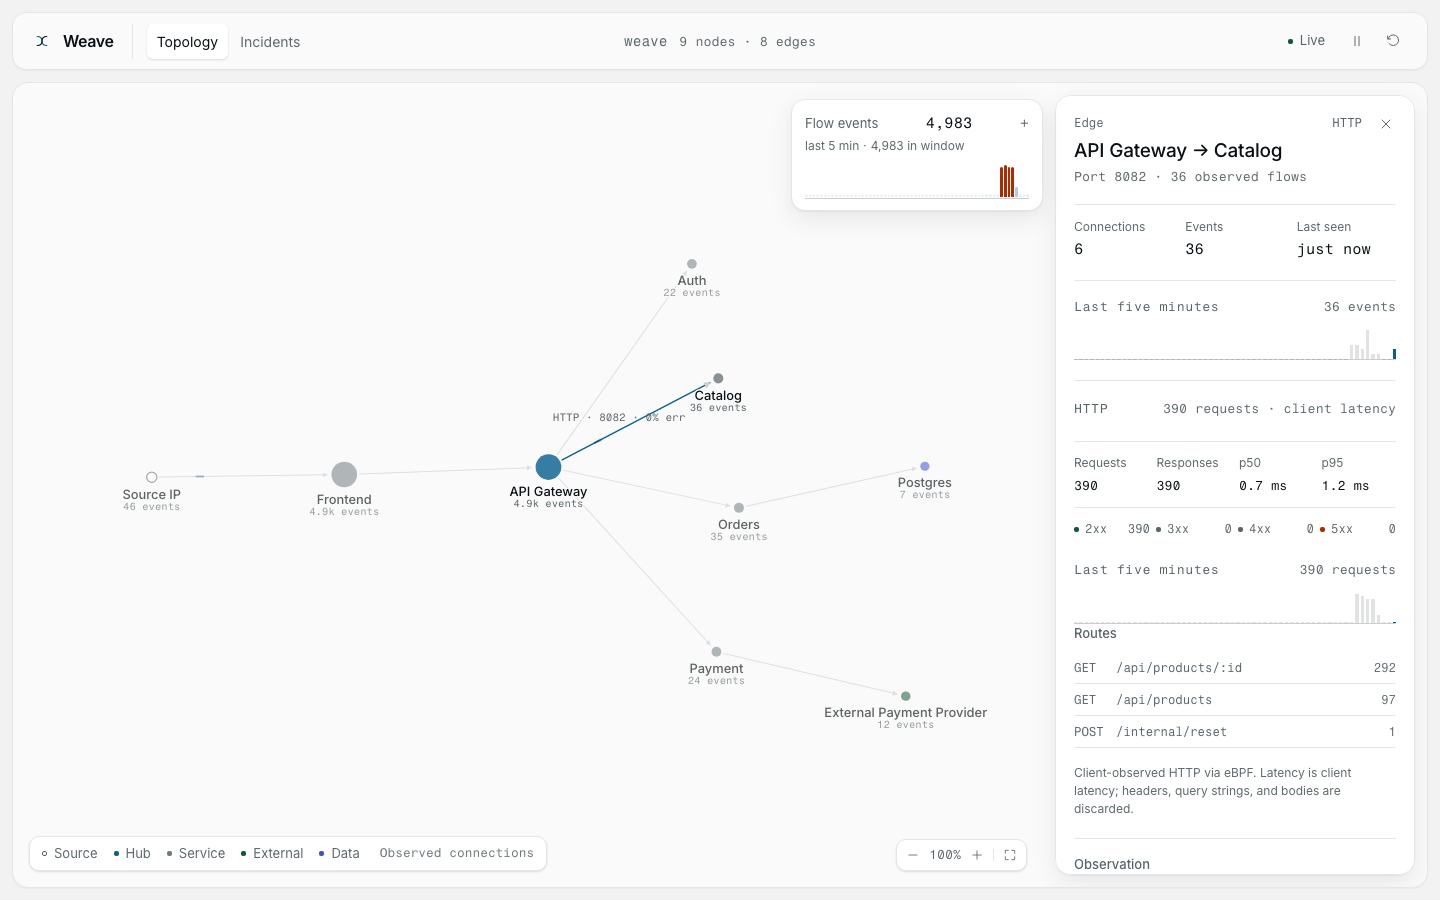 Weave
Topology
Incidents
weave 9 nodes · 8 edges
Live
Flow events 4,983 +
last 5 min · 4,983 in window
Auth
22 events
Catalog
36 events
HTTP · 8082 · 0% err
Source IP
46 events
Frontend
4.9k events
API Gateway
4.9k events
Postgres
7 events
Orders
35 events
Payment
24 events
External Payment Provider
12 events
Source Hub Service External Data Observed connections
− 100% +
Edge HTTP
API Gateway → Catalog
Port 8082 · 36 observed flows
Connections Events Last seen
6 36 just now
Last five minutes 36 events
HTTP 390 requests · client latency
Requests Responses p50 p95
390 390 0.7 ms 1.2 ms
2xx 390 3xx 0 4xx 0 5xx 0
Last five minutes 390 requests
Routes
GET /api/products/:id 292
GET /api/products 97
POST /internal/reset 1
Client-observed HTTP via eBPF. Latency is client
latency; headers, query strings, and bodies are
discarded.
Observation